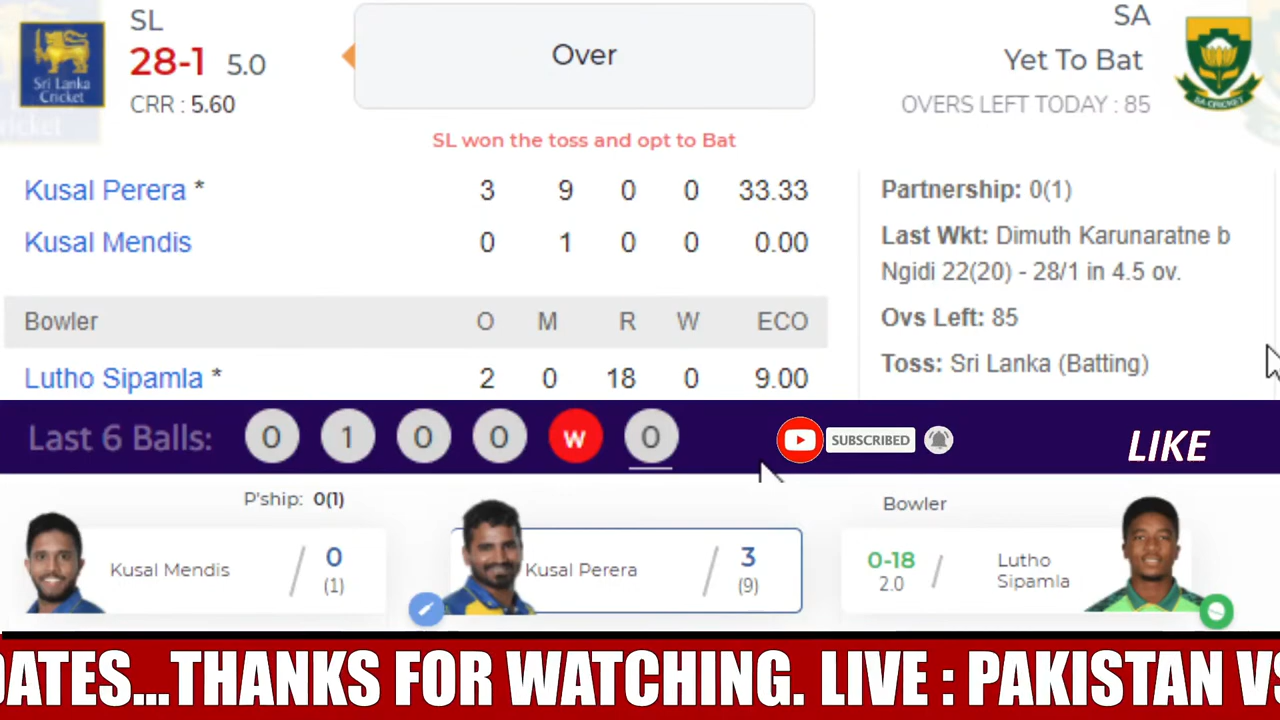 SL
28-1 5.0
CRR : 5.60
Sri Lanka
Cricket
Over
SL won the toss and opt to Bat
SA
Yet To Bat
OVERS LEFT TODAY : 85
SA CRICKET
Kusal Perera * 3 9 0 0 33.33
Kusal Mendis 0 1 0 0 0.00
Bowler O M R W ECO
Lutho Sipamla * 2 0 18 0 9.00
Partnership: 0(1)
Last Wkt: Dimuth Karunaratne b
Ngidi 22(20) - 28/1 in 4.5 ov.
Ovs Left: 85
Toss: Sri Lanka (Batting)
Last 6 Balls: 0 1 0 0 W 0
SUBSCRIBED
LIKE
P'ship: 0(1)
Kusal Mendis 0
(1)
Kusal Perera 3
(9)
Bowler
0-18
2.0
Lutho
Sipamla
DATES...THANKS FOR WATCHING. LIVE : PAKISTAN VS